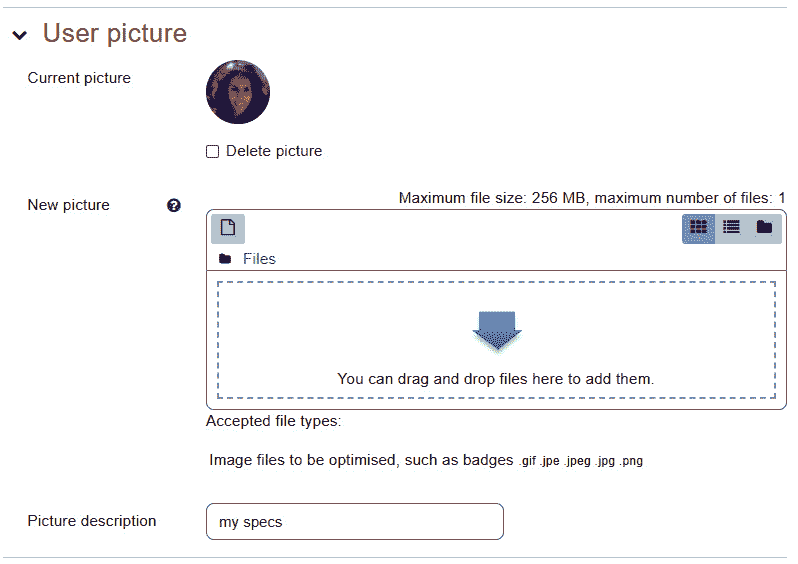 User picture
Current picture
Delete picture
New picture
Maximum file size: 256 MB, maximum number of files: 1
Files
You can drag and drop files here to add them.
Accepted file types:
Image files to be optimised, such as badges .gif .jpe .jpeg .jpg .png
Picture description
my specs